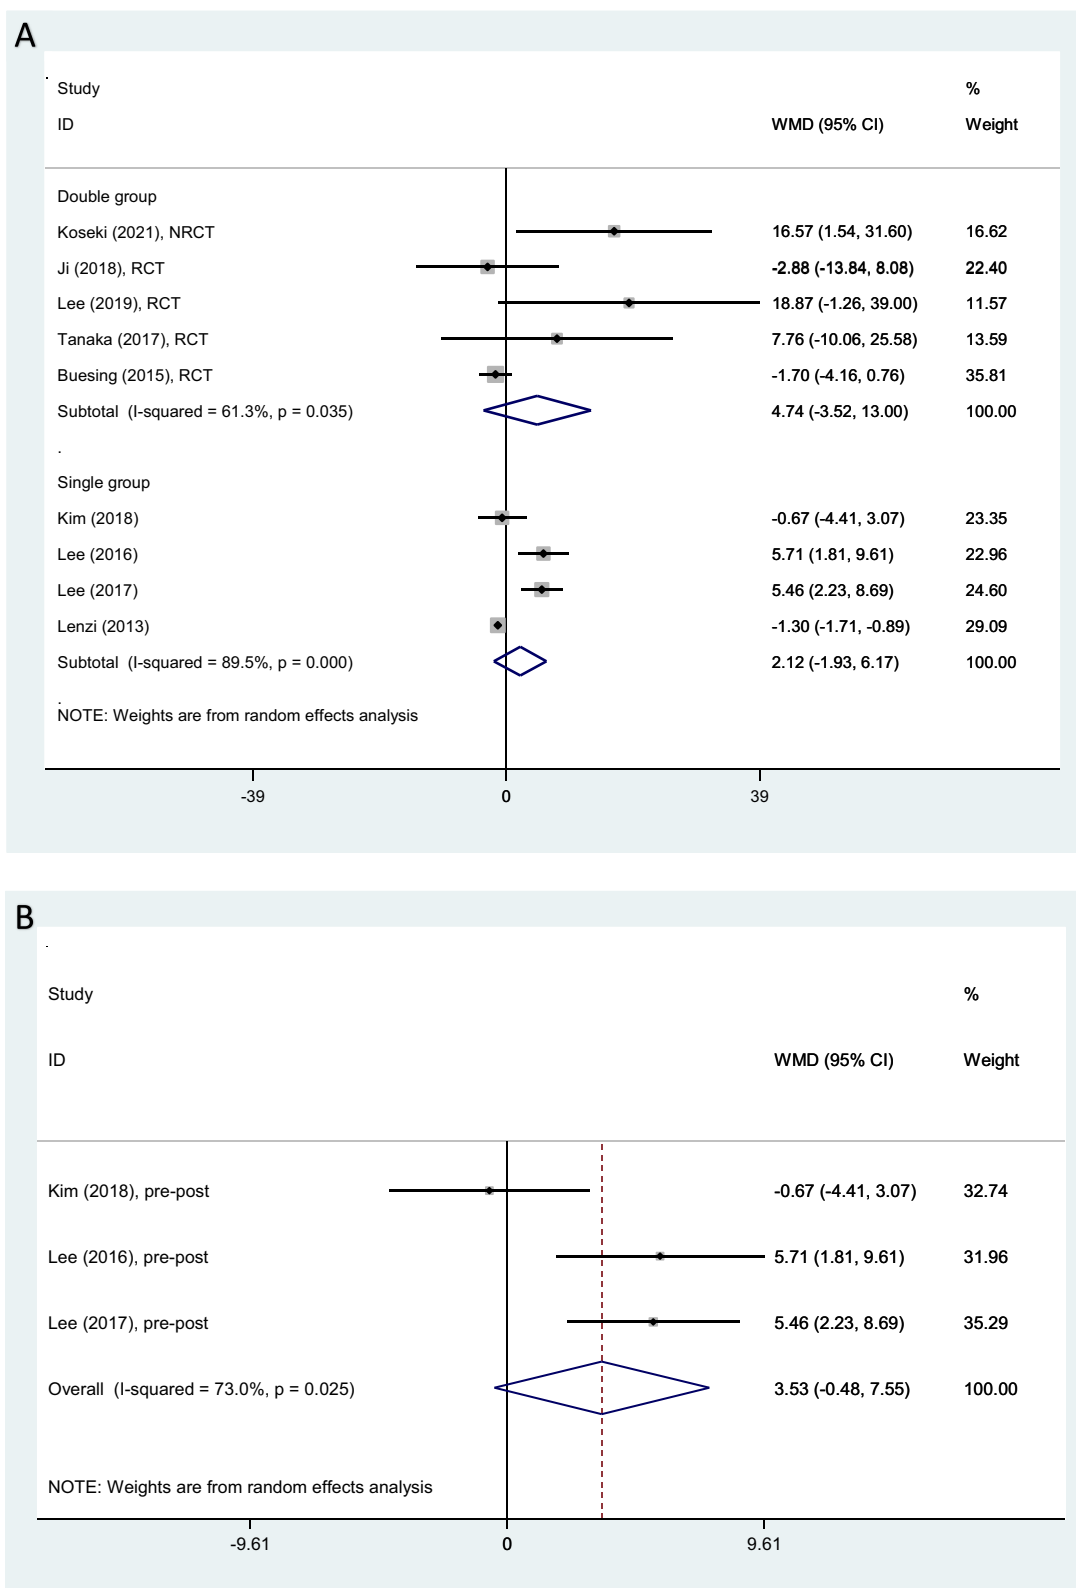 A
Study %
ID WMD (95% CI) Weight
Double group
Koseki (2021), NRCT 16.57 (1.54, 31.60) 16.62
Ji (2018), RCT -2.88 (-13.84, 8.08) 22.40
Lee (2019), RCT 18.87 (-1.26, 39.00) 11.57
Tanaka (2017), RCT 7.76 (-10.06, 25.58) 13.59
Buesing (2015), RCT -1.70 (-4.16, 0.76) 35.81
Subtotal (I-squared = 61.3%, p = 0.035) 4.74 (-3.52, 13.00) 100.00
.
Single group
Kim (2018) -0.67 (-4.41, 3.07) 23.35
Lee (2016) 5.71 (1.81, 9.61) 22.96
Lee (2017) 5.46 (2.23, 8.69) 24.60
Lenzi (2013) -1.30 (-1.71, -0.89) 29.09
Subtotal (I-squared = 89.5%, p = 0.000) 2.12 (-1.93, 6.17) 100.00
.
NOTE: Weights are from random effects analysis
-39 0 39
B
Study %
ID WMD (95% CI) Weight
Kim (2018), pre-post -0.67 (-4.41, 3.07) 32.74
Lee (2016), pre-post 5.71 (1.81, 9.61) 31.96
Lee (2017), pre-post 5.46 (2.23, 8.69) 35.29
Overall (I-squared = 73.0%, p = 0.025) 3.53 (-0.48, 7.55) 100.00
NOTE: Weights are from random effects analysis
-9.61 0 9.61